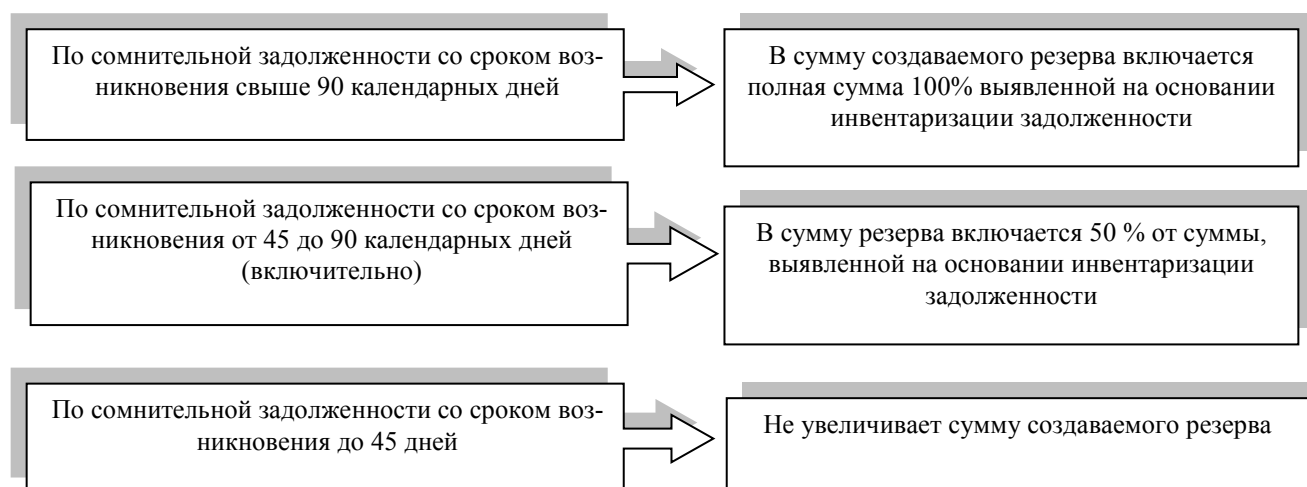 По сомнительной задолженности со сроком воз-
никновения свыше 90 календарных дней
В сумму создаваемого резерва включается
полная сумма 100% выявленной на основании
инвентаризации задолженности
По сомнительной задолженности со сроком воз-
никновения от 45 до 90 календарных дней
(включительно)
В сумму резерва включается 50 % от суммы,
выявленной на основании инвентаризации
задолженности
По сомнительной задолженности со сроком воз-
никновения до 45 дней
Не увеличивает сумму создаваемого резерва